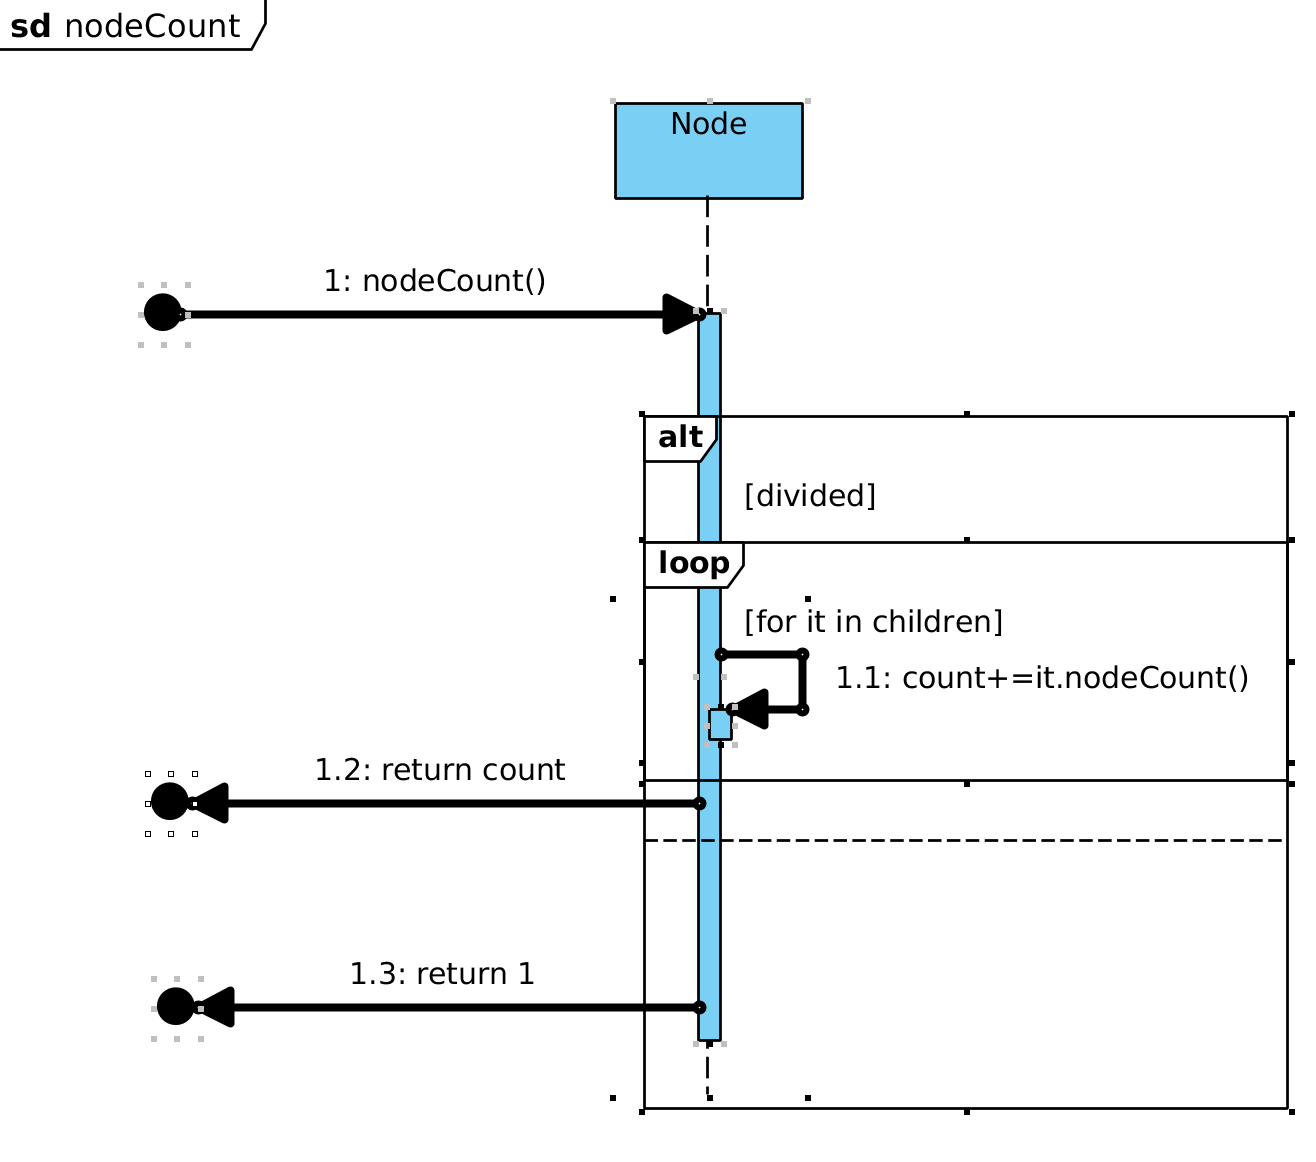 sd nodeCount
Node
1: nodeCount()
alt
[divided]
loop
[for it in children]
1.1: count+=it.nodeCount()
1.2: return count
1.3: return 1